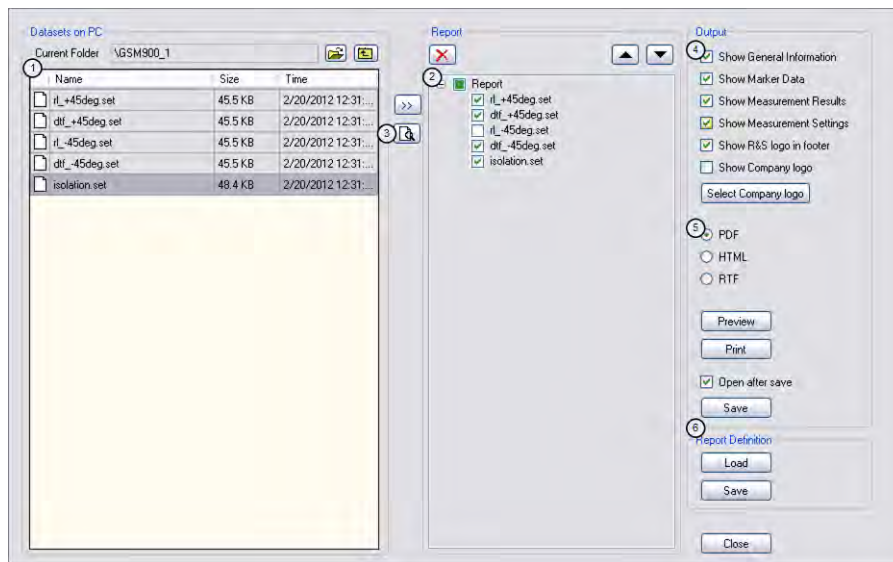 Datasets on PC
Current Folder \GSM900_1
1
Name Size Time
rl_+45deg.set 45.5 KB 2/20/2012 12:31:...
dtf_+45deg.set 45.5 KB 2/20/2012 12:31:...
rl_-45deg.set 45.5 KB 2/20/2012 12:31:...
dtf_-45deg.set 45.5 KB 2/20/2012 12:31:...
isolation.set 48.4 KB 2/20/2012 12:31:...
>>
3
Report
2
Report
rl_+45deg.set
dtf_+45deg.set
rl_-45deg.set
dtf_-45deg.set
isolation.set
Output
4
Show General Information
Show Marker Data
Show Measurement Results
Show Measurement Settings
Show R&S logo in footer
Show Company logo
Select Company logo
5
PDF
HTML
RTF
Preview
Print
Open after save
Save
6
Report Definition
Load
Save
Close